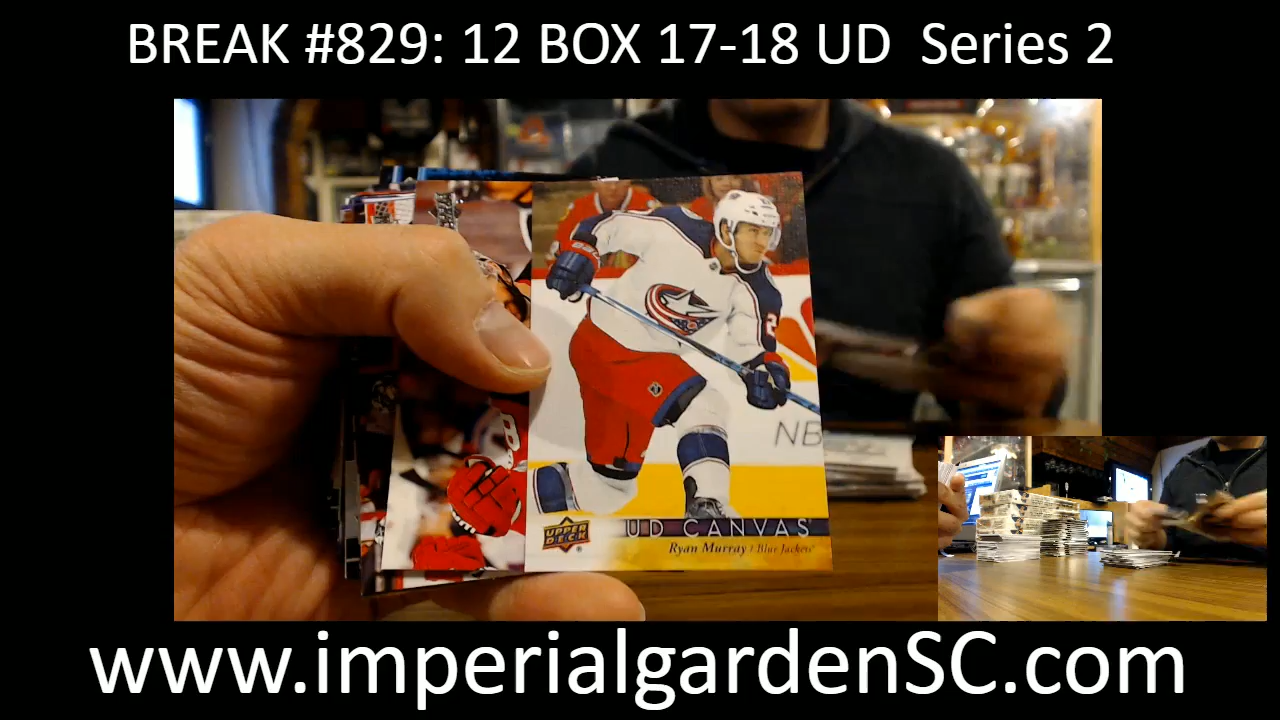 BREAK #829: 12 BOX 17-18 UD  Series 2
NB
UPPER DECK
UD CANVAS
Ryan Murray / Blue Jackets
www.imperialgardenSC.com